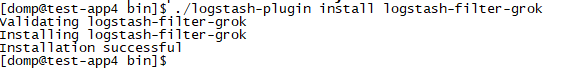 [domp@test-app4 bin]$ ./logstash-plugin install logstash-filter-grok
Validating logstash-filter-grok
Installing logstash-filter-grok
Installation successful
[domp@test-app4 bin]$